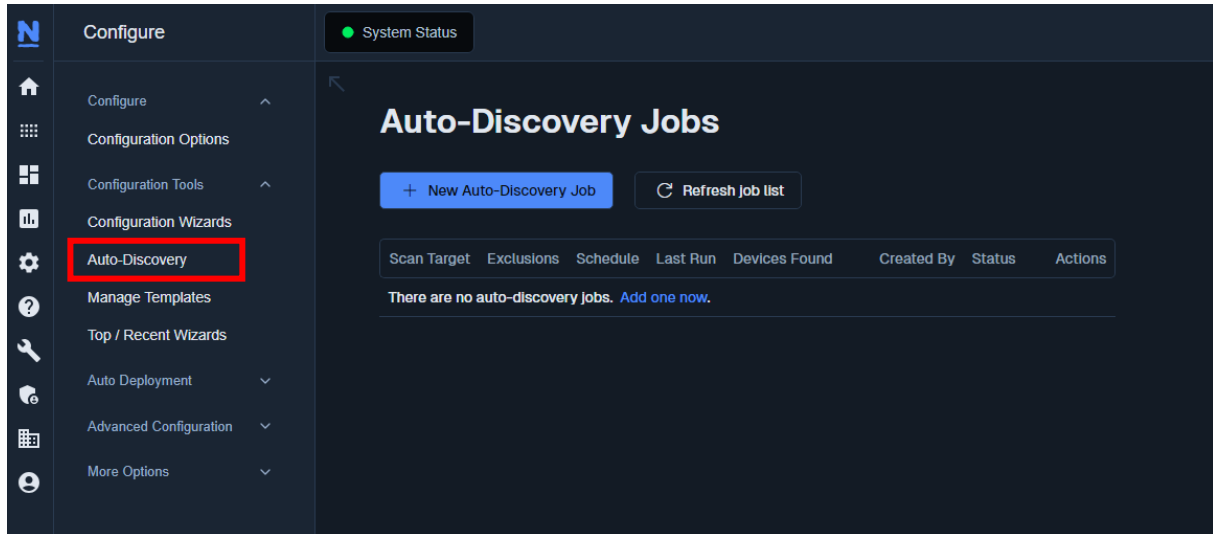 N
Configure
System Status
Configure
Configuration Options
Configuration Tools
Configuration Wizards
Auto-Discovery
Manage Templates
Top / Recent Wizards
Auto Deployment
Advanced Configuration
More Options
Auto-Discovery Jobs
+ New Auto-Discovery Job
Refresh job list
Scan Target Exclusions Schedule Last Run Devices Found Created By Status Actions
There are no auto-discovery jobs. Add one now.